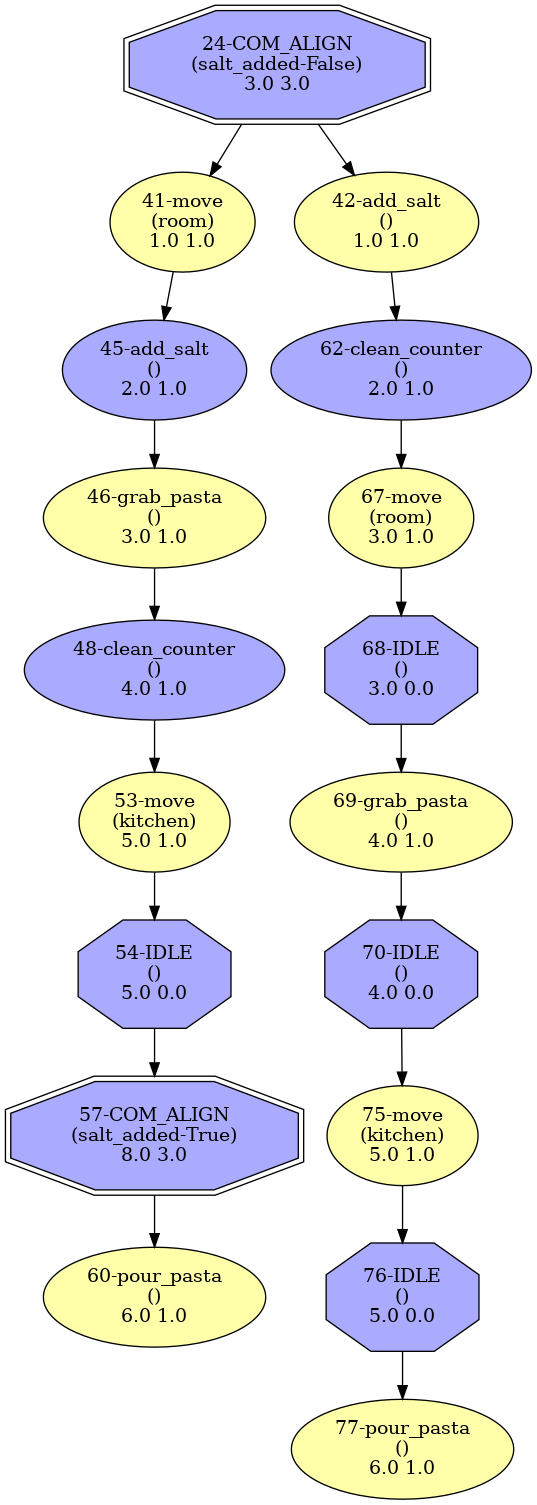 24-COM_ALIGN
(salt_added-False)
3.0 3.0
41-move
(room)
1.0 1.0
42-add_salt
()
1.0 1.0
45-add_salt
()
2.0 1.0
62-clean_counter
()
2.0 1.0
46-grab_pasta
()
3.0 1.0
67-move
(room)
3.0 1.0
48-clean_counter
()
4.0 1.0
68-IDLE
()
3.0 0.0
53-move
(kitchen)
5.0 1.0
69-grab_pasta
()
4.0 1.0
54-IDLE
()
5.0 0.0
70-IDLE
()
4.0 0.0
57-COM_ALIGN
(salt_added-True)
8.0 3.0
75-move
(kitchen)
5.0 1.0
60-pour_pasta
()
6.0 1.0
76-IDLE
()
5.0 0.0
77-pour_pasta
()
6.0 1.0